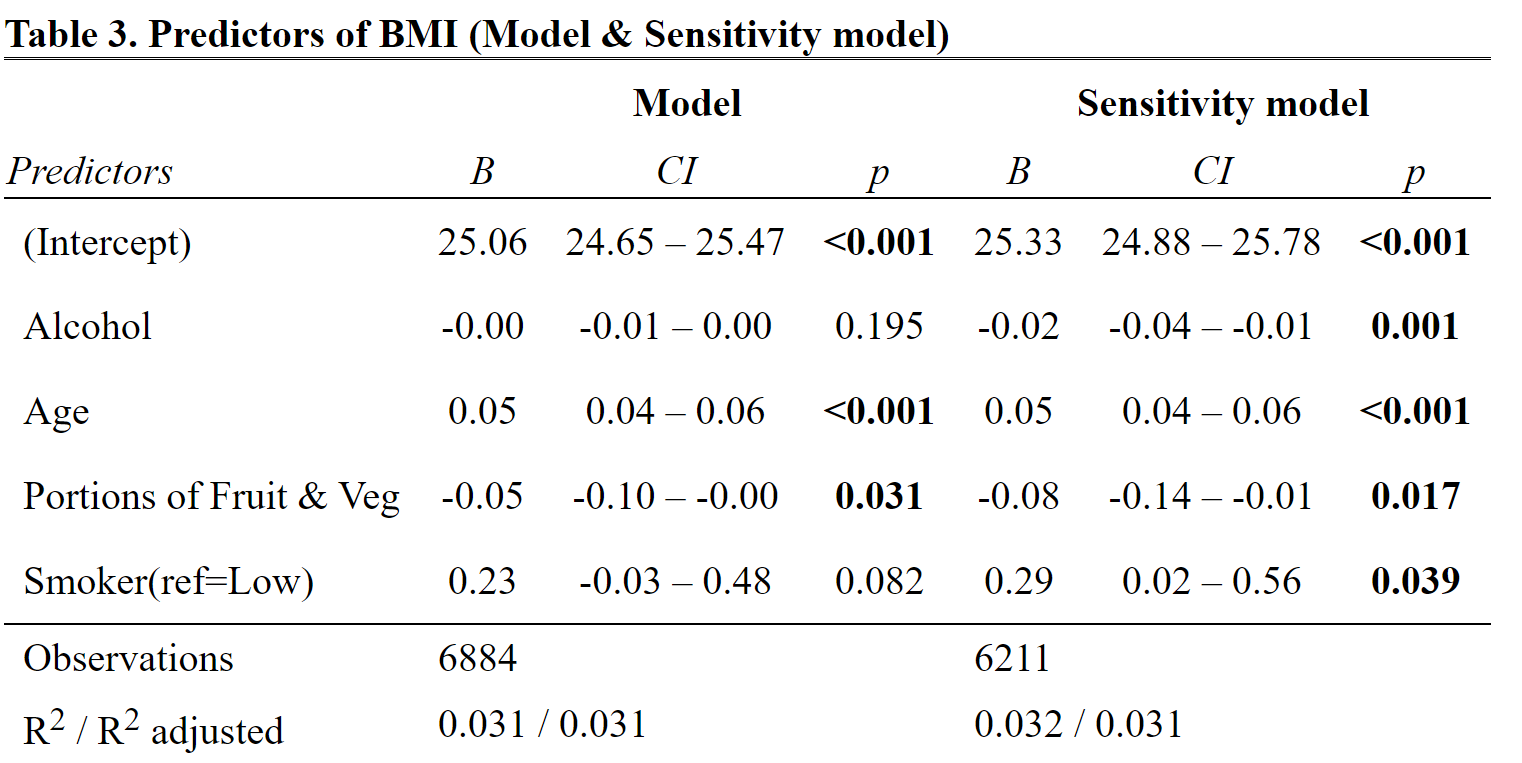 Table 3. Predictors of BMI (Model & Sensitivity model)
Model Sensitivity model
Predictors B CI p B CI p
(Intercept) 25.06 24.65 – 25.47 <0.001 25.33 24.88 – 25.78 <0.001
Alcohol -0.00 -0.01 – 0.00 0.195 -0.02 -0.04 – -0.01 0.001
Age 0.05 0.04 – 0.06 <0.001 0.05 0.04 – 0.06 <0.001
Portions of Fruit & Veg -0.05 -0.10 – -0.00 0.031 -0.08 -0.14 – -0.01 0.017
Smoker(ref=Low) 0.23 -0.03 – 0.48 0.082 0.29 0.02 – 0.56 0.039
Observations 6884 6211
R² / R² adjusted 0.031 / 0.031 0.032 / 0.031